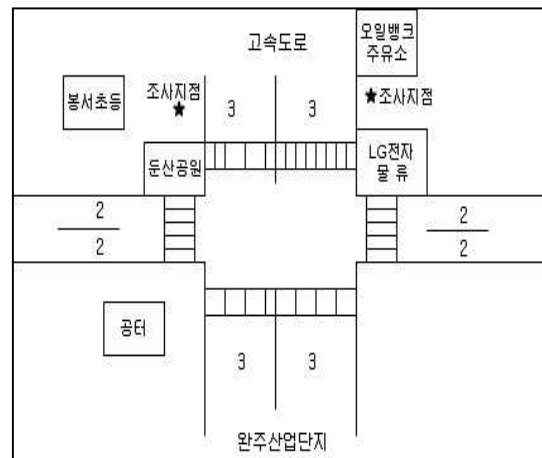 고속도로
오일뱅크
주유소
봉서초등
조사지점
★
3
3
★조사지점
둔산공원
LG전자
물 류
2
2
2
2
공터
3
3
완주산업단지